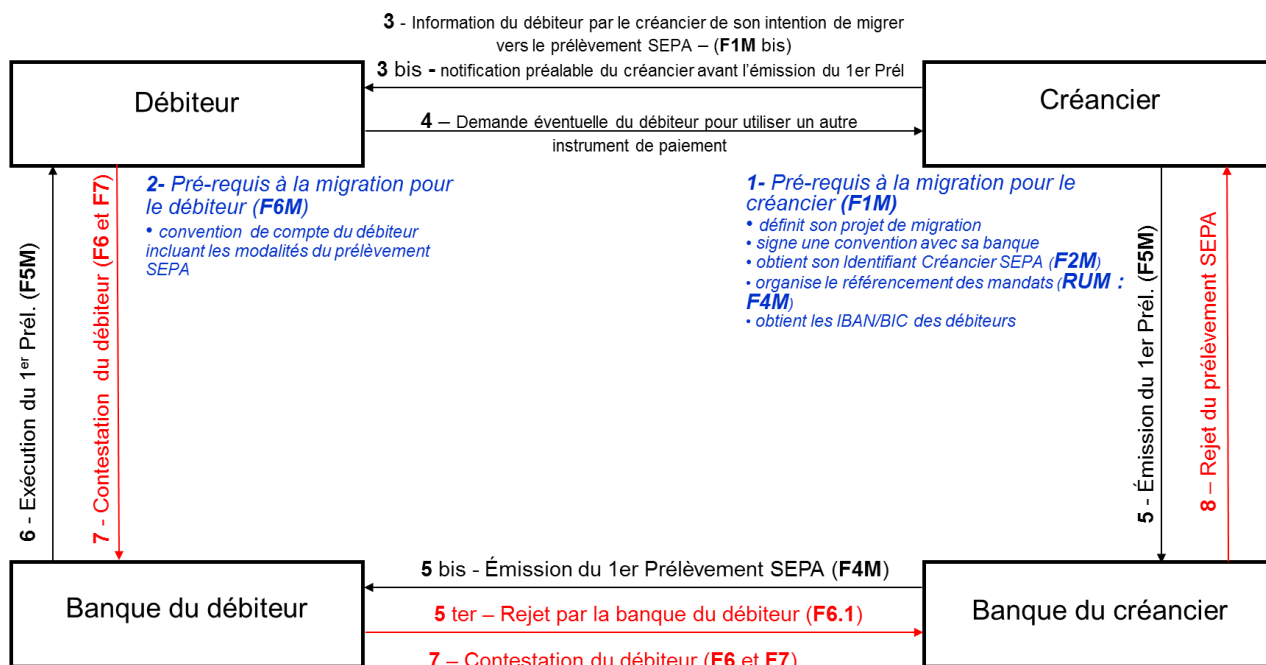 3 - Information du débiteur par le créancier de son intention de migrer
vers le prélèvement SEPA – (F1M bis)
3 bis - notification préalable du créancier avant l'émission du 1er Prél
Débiteur
Créancier
4 – Demande éventuelle du débiteur pour utiliser un autre
instrument de paiement
2- Pré-requis à la migration pour
le débiteur (F6M)
• convention de compte du débiteur
incluant les modalités du prélèvement
SEPA
1- Pré-requis à la migration pour le
créancier (F1M)
• définit son projet de migration
• signe une convention avec sa banque
• obtient son Identifiant Créancier SEPA (F2M)
• organise le référencement des mandats (RUM :
F4M)
• obtient les IBAN/BIC des débiteurs
6 - Exécution du 1er Prél. (F5M)
7 - Contestation du débiteur (F6 et F7)
5 - Émission du 1er Prél. (F5M)
8 – Rejet du prélèvement SEPA
5 bis - Émission du 1er Prélèvement SEPA (F4M)
Banque du débiteur
Banque du créancier
5 ter – Rejet par la banque du débiteur (F6.1)
7 – Contestation du débiteur (F6 et F7)